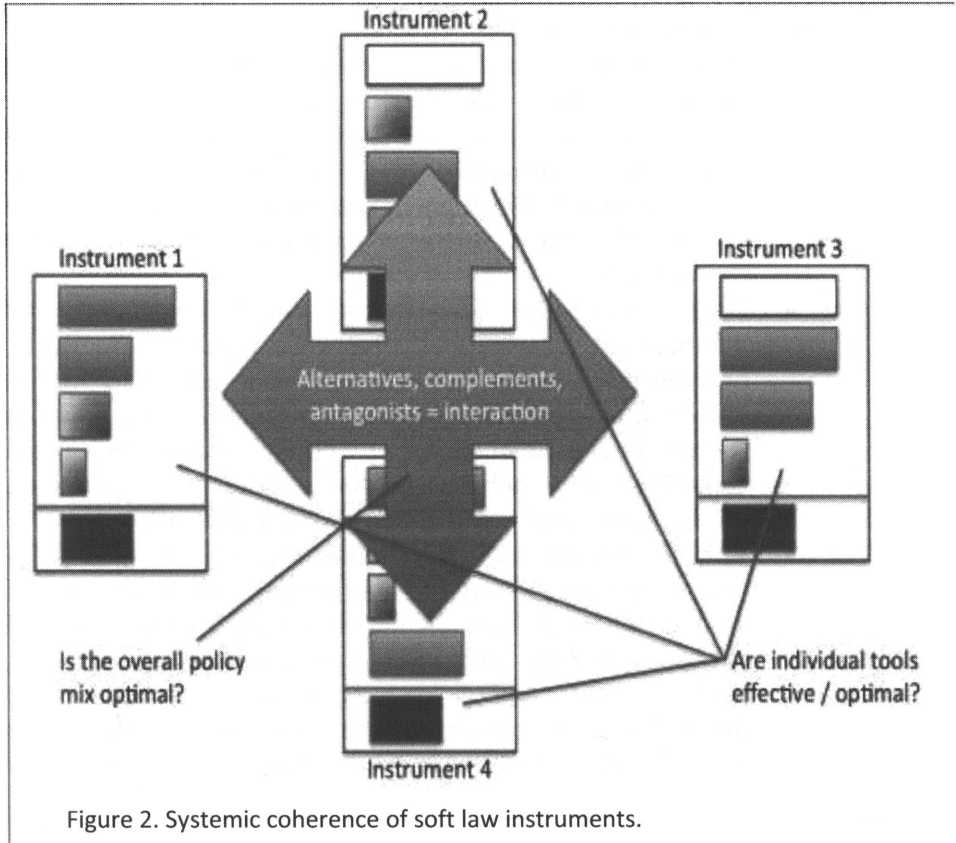 Instrument 2
Instrument 1
Instrument 3
Alternatives, complements,
antagonists = interaction
Is the overall policy
mix optimal?
Are individual tools
effective / optimal?
Instrument 4
Figure 2. Systemic coherence of soft law instruments.